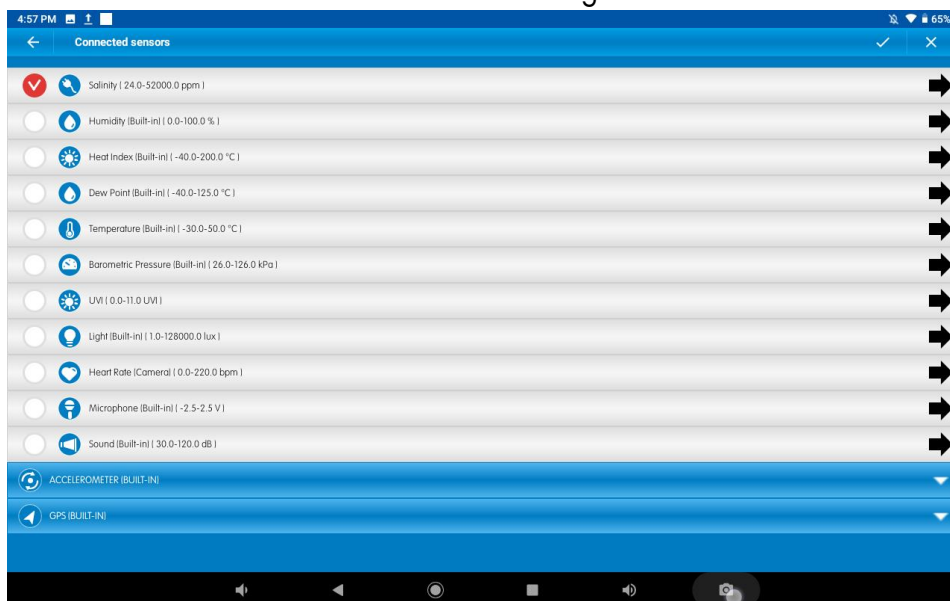 4:57 PM 65%
Connected sensors
Salinity ( 24.0-52000.0 ppm )
Humidity (Built-in) ( 0.0-100.0 % )
Heat Index (Built-in) ( -40.0-200.0 °C )
Dew Point (Built-in) ( -40.0-125.0 °C )
Temperature (Built-in) ( -30.0-50.0 °C )
Barometric Pressure (Built-in) ( 26.0-126.0 kPa )
UVI ( 0.0-11.0 UVI )
Light (Built-in) ( 1.0-128000.0 lux )
Heart Rate (Camera) ( 0.0-220.0 bpm )
Microphone (Built-in) ( -2.5-2.5 V )
Sound (Built-in) ( 30.0-120.0 dB )
ACCELEROMETER (BUILT-IN)
GPS (BUILT-IN)